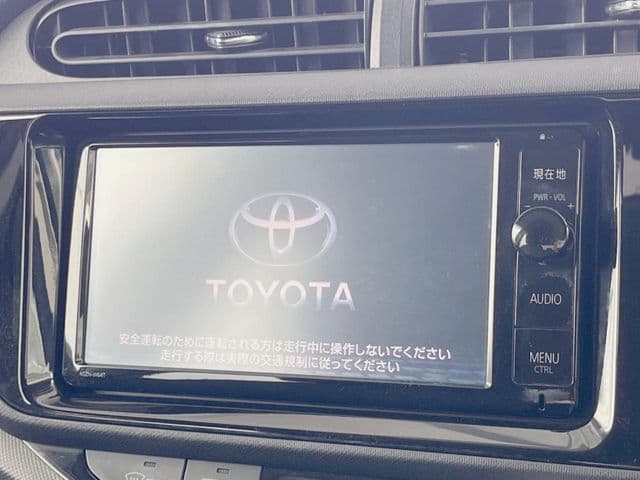 現在地
PWR・VOL
- +
TOYOTA
AUDIO
安全運転のために運転される方は走行中に操作しないでください
走行する際は実際の交通規制に従ってください
MENU
CTRL
NSZN-W64T